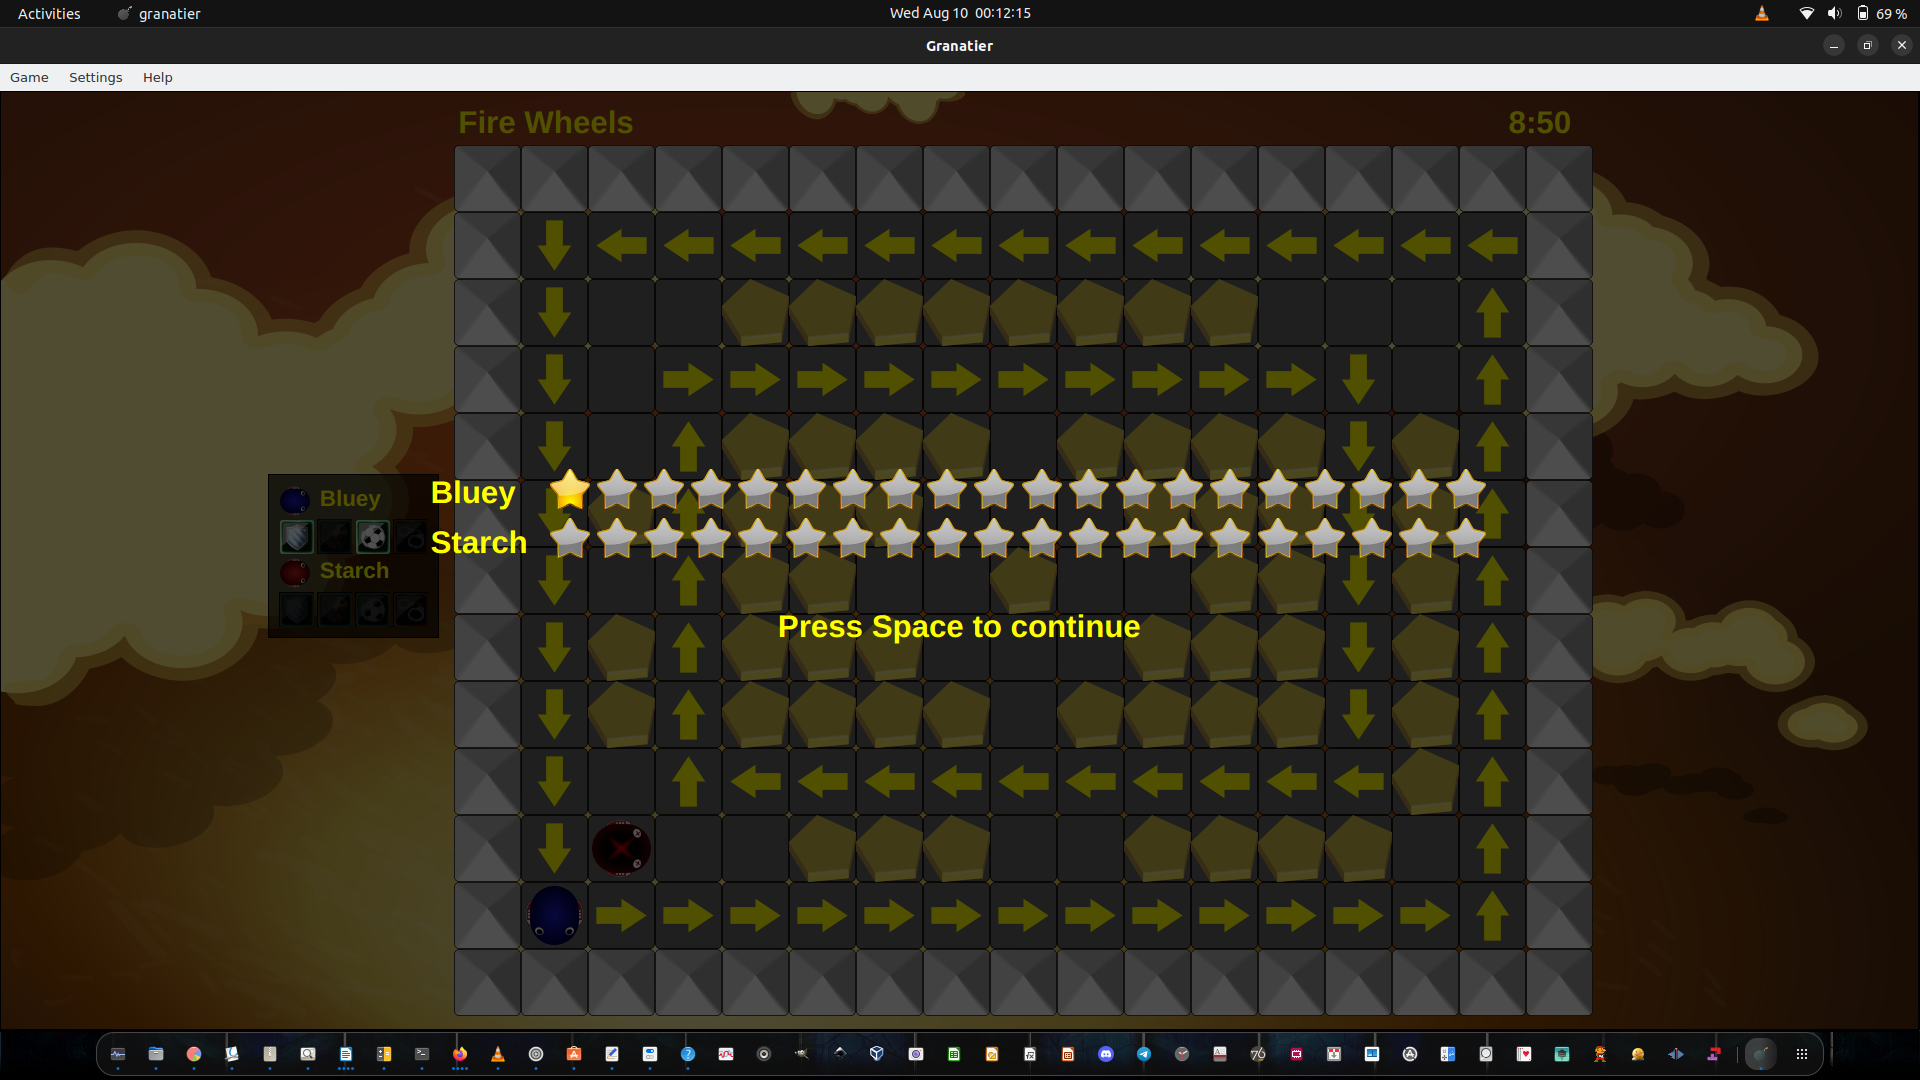 Activities granatier Wed Aug 10 00:12:15 69 %
Granatier
Game Settings Help
Fire Wheels 8:50
Bluey
Bluey
Starch
Starch
Press Space to continue
76